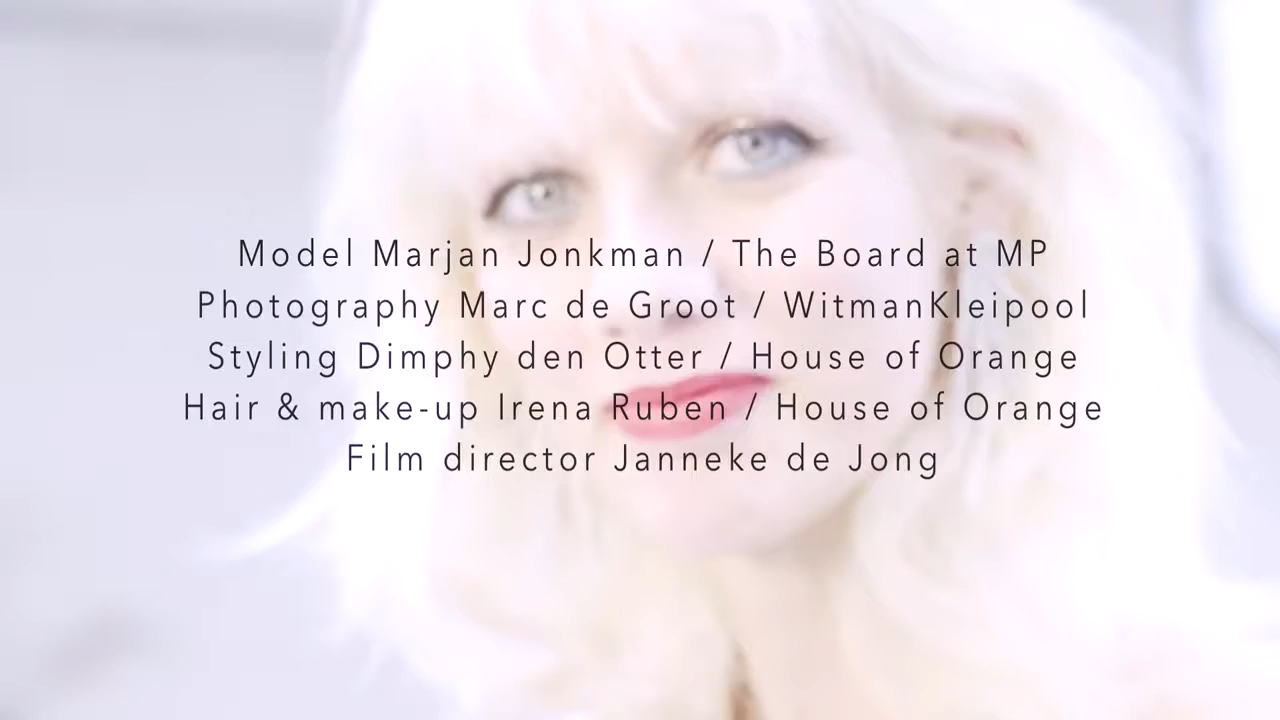 Model Marjan Jonkman / The Board at MP
Photography Marc de Groot / WitmanKleipool
Styling Dimphy den Otter / House of Orange
Hair & make-up Irena Ruben / House of Orange
Film director Janneke de Jong